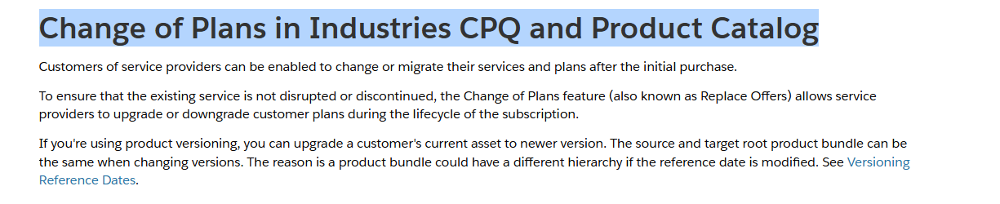 Change of Plans in Industries CPQ and Product Catalog
Customers of service providers can be enabled to change or migrate their services and plans after the initial purchase.
To ensure that the existing service is not disrupted or discontinued, the Change of Plans feature (also known as Replace Offers) allows service
providers to upgrade or downgrade customer plans during the lifecycle of the subscription.
If you're using product versioning, you can upgrade a customer's current asset to newer version. The source and target root product bundle can be
the same when changing versions. The reason is a product bundle could have a different hierarchy if the reference date is modified. See Versioning
Reference Dates.